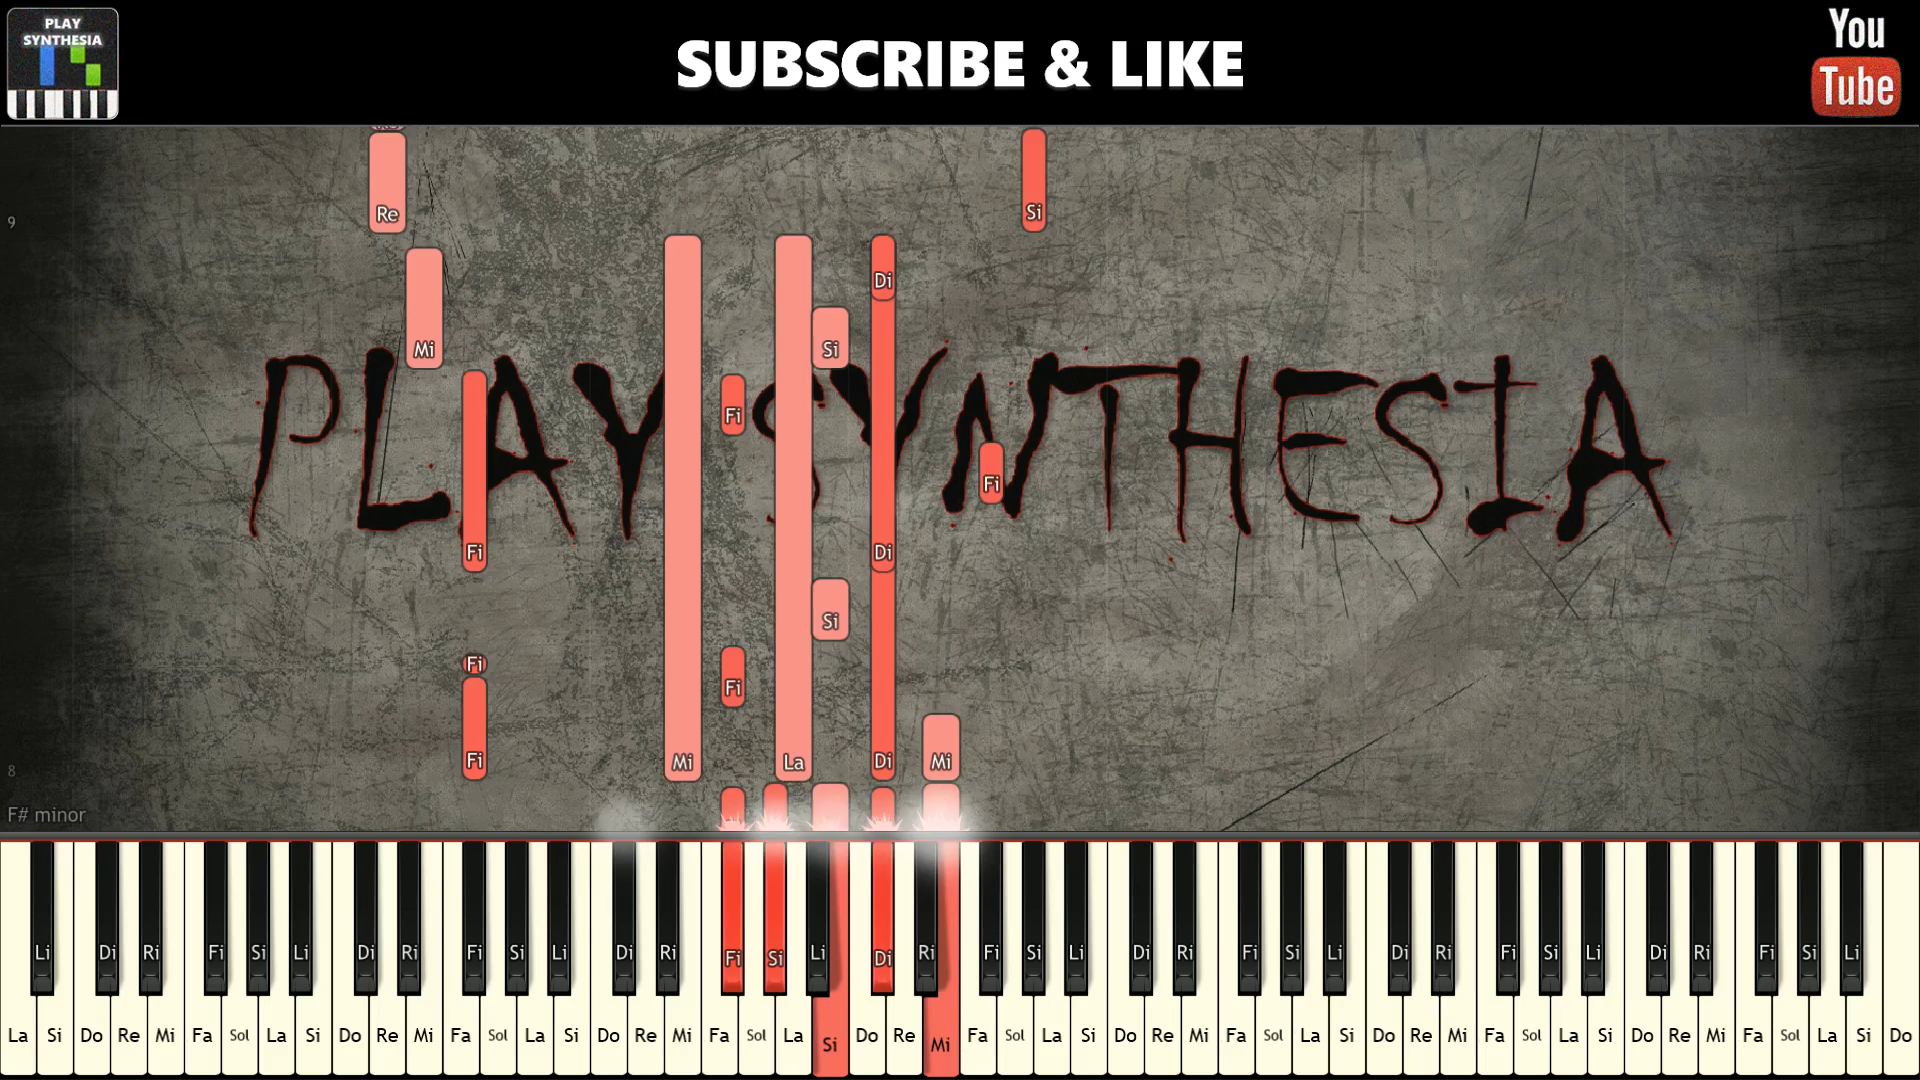 PLAY
SYNTHESIA
SUBSCRIBE & LIKE
You
Tube
Re
Si
9
Di
Mi
Si
Fi
Fi
PLAY SYNTHESIA
Fi
Di
Si
Fi
Fi
Fi
Mi
La
Di
Mi
8
F# minor
Li Di Ri Fi Si Li Di Ri Fi Si Li Di Ri Fi Si Li Di Ri Fi Si Li Di Ri Fi Si Li Di Ri Fi Si Li Di Ri Fi Si Li
La Si Do Re Mi Fa Sol La Si Do Re Mi Fa Sol La Si Do Re Mi Fa Sol La Si Do Re Mi Fa Sol La Si Do Re Mi Fa Sol La Si Do Re Mi Fa Sol La Si Do Re Mi Fa Sol La Si Do